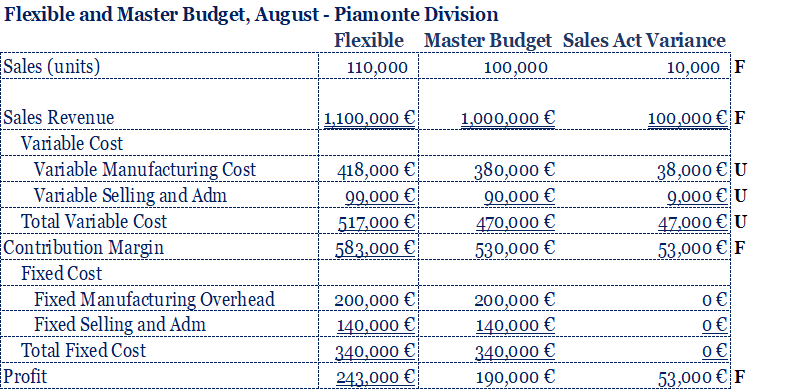 Flexible and Master Budget, August - Piamonte Division
Flexible Master Budget Sales Act Variance
Sales (units) 110,000 100,000 10,000 F
Sales Revenue 1,100,000 € 1,000,000 € 100,000 € F
Variable Cost
Variable Manufacturing Cost 418,000 € 380,000 € 38,000 € U
Variable Selling and Adm 99,000 € 90,000 € 9,000 € U
Total Variable Cost 517,000 € 470,000 € 47,000 € U
Contribution Margin 583,000 € 530,000 € 53,000 € F
Fixed Cost
Fixed Manufacturing Overhead 200,000 € 200,000 € 0 €
Fixed Selling and Adm 140,000 € 140,000 € 0 €
Total Fixed Cost 340,000 € 340,000 € 0 €
Profit 243,000 € 190,000 € 53,000 € F